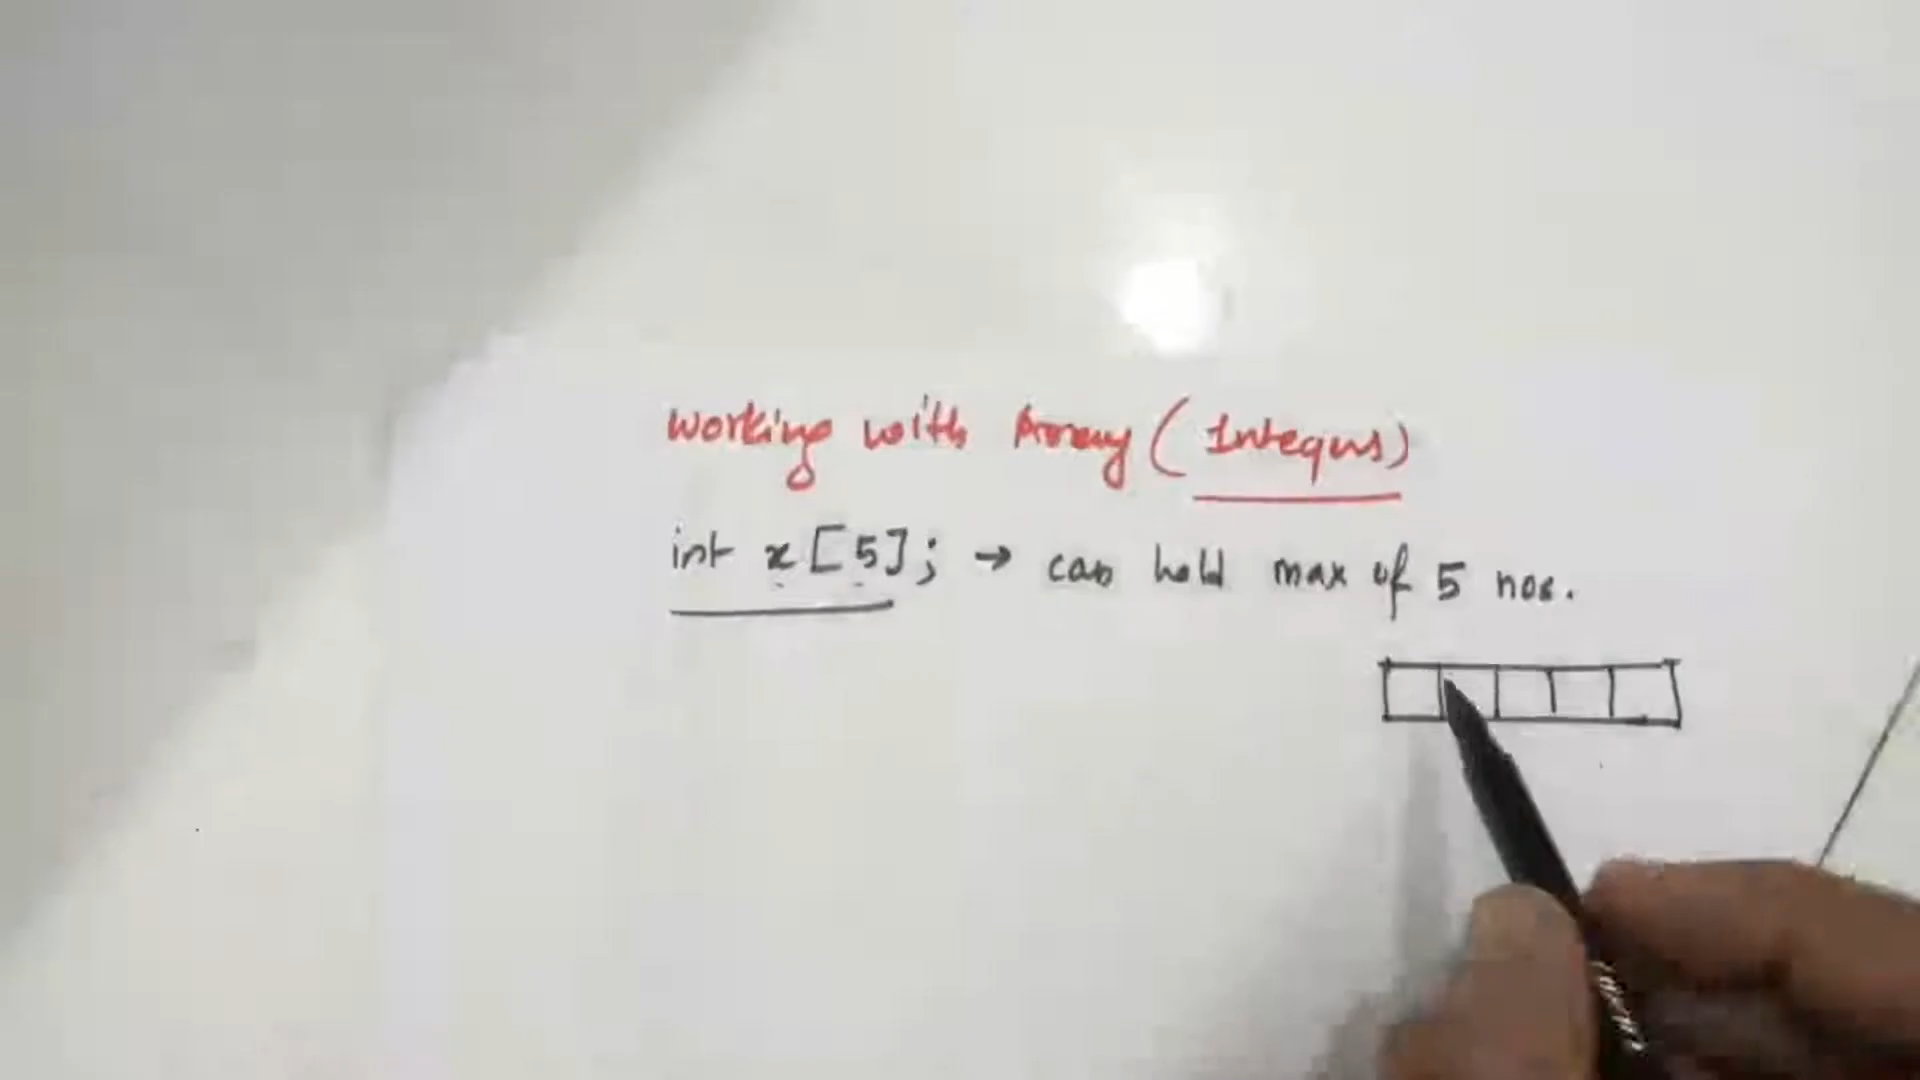 Working with Array (Integers)
int x[5]; → can hold max of 5 nos.